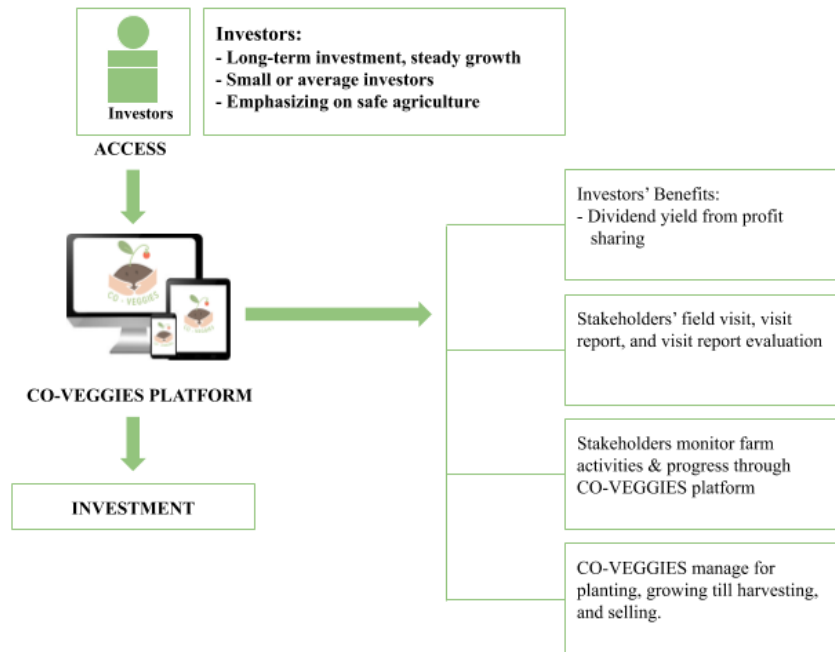 Investors
Investors:
- Long-term investment, steady growth
- Small or average investors
- Emphasizing on safe agriculture
ACCESS
CO - VEGGIES
CO - VEGGIES
CO-VEGGIES PLATFORM
INVESTMENT
Investors' Benefits:
- Dividend yield from profit
sharing
Stakeholders' field visit, visit
report, and visit report evaluation
Stakeholders monitor farm
activities & progress through
CO-VEGGIES platform
CO-VEGGIES manage for
planting, growing till harvesting,
and selling.